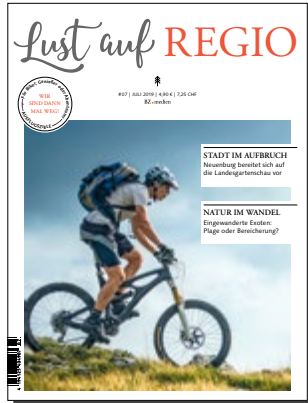 Lust auf REGIO
WIR
SIND DANN
MAL WEG!
#07 | JULI 2019 | 4,90 € | 7,25 CHF
BZ.medien
STADT IM AUFBRUCH
Neuenburg bereitet sich auf
die Landesgartenschau vor
NATUR IM WANDEL
Eingewanderte Exoten:
Plage oder Bereicherung?